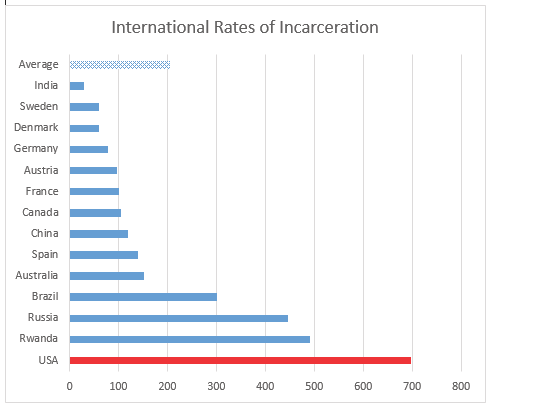 International Rates of Incarceration
Average
India
Sweden
Denmark
Germany
Austria
France
Canada
China
Spain
Australia
Brazil
Russia
Rwanda
USA
0 100 200 300 400 500 600 700 800